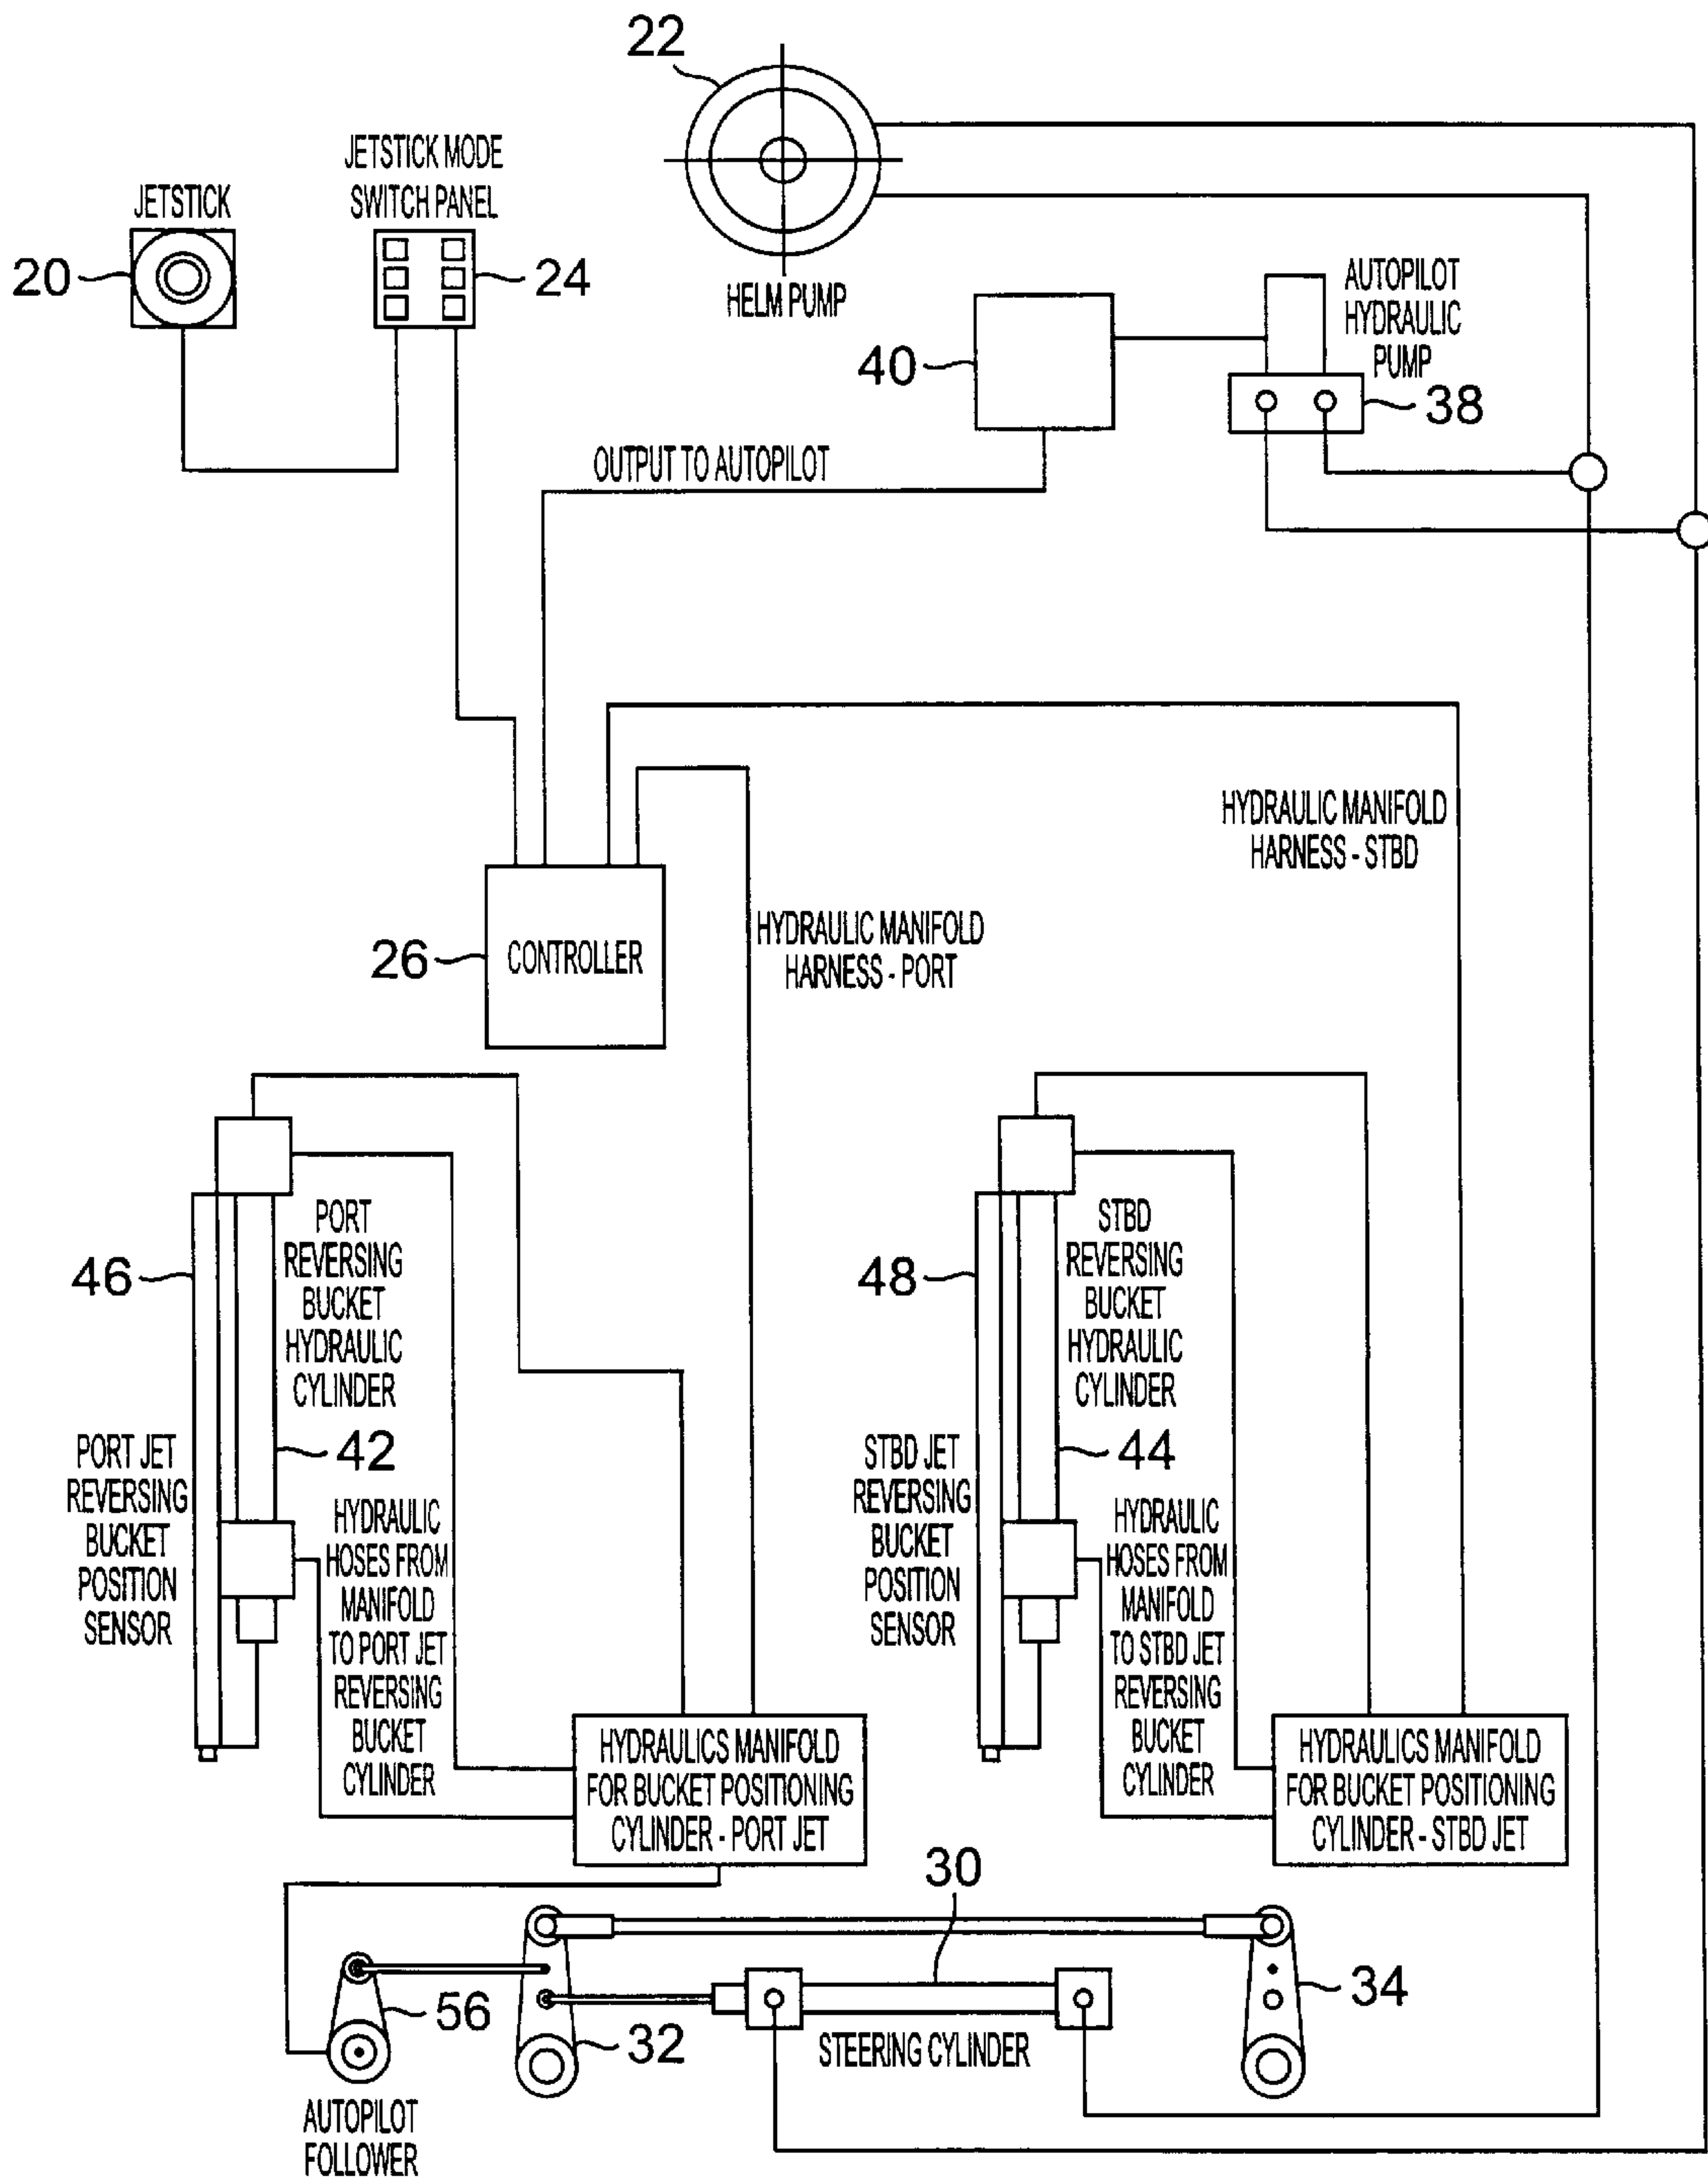 22
JETSTICK MODE
SWITCH PANEL
JETSTICK
20
24
HELM PUMP
AUTOPILOT
HYDRAULIC
PUMP
40
38
OUTPUT TO AUTOPILOT
HYDRAULIC MANIFOLD
HARNESS - STBD
HYDRAULIC MANIFOLD
HARNESS - PORT
26
CONTROLLER
PORT
REVERSING
BUCKET
HYDRAULIC
CYLINDER
46
42
PORT JET
REVERSING
BUCKET
POSITION
SENSOR
HYDRAULIC
HOSES FROM
MANIFOLD
TO PORT JET
REVERSING
BUCKET
CYLINDER
STBD
REVERSING
BUCKET
HYDRAULIC
CYLINDER
48
44
STBD JET
REVERSING
BUCKET
POSITION
SENSOR
HYDRAULIC
HOSES FROM
MANIFOLD
TO STBD JET
REVERSING
BUCKET
CYLINDER
HYDRAULICS MANIFOLD
FOR BUCKET POSITIONING
CYLINDER - PORT JET
HYDRAULICS MANIFOLD
FOR BUCKET POSITIONING
CYLINDER - STBD JET
30
56
32
34
STEERING CYLINDER
AUTOPILOT
FOLLOWER